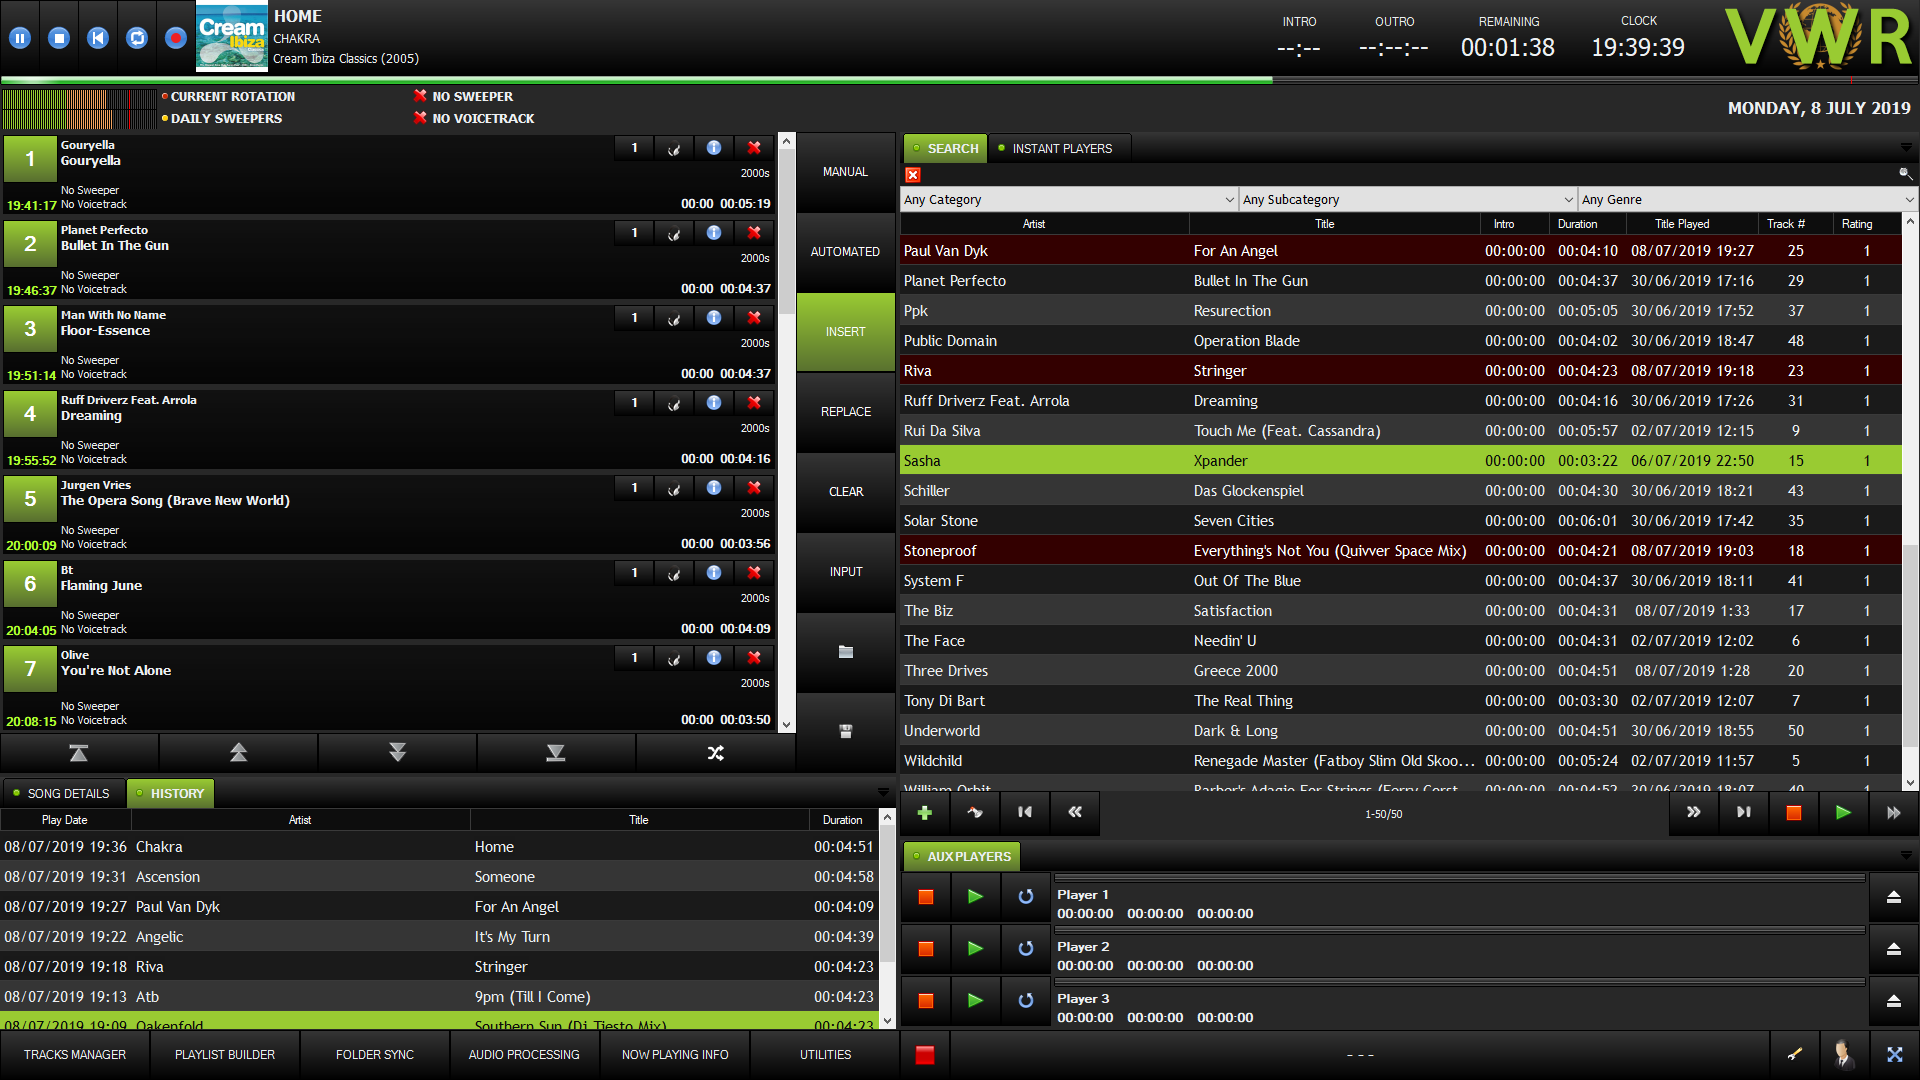 Cream
Ibiza
HOME
CHAKRA
Cream Ibiza Classics (2005)
INTRO OUTRO REMAINING CLOCK
--:-- --:--:-- 00:01:38 19:39:39
VWR
CURRENT ROTATION NO SWEEPER
DAILY SWEEPERS NO VOICETRACK
MONDAY, 8 JULY 2019
1 Gouryella 1
Gouryella
2000s
No Sweeper
19:41:17 No Voicetrack 00:00 00:05:19
2 Planet Perfecto 1
Bullet In The Gun
2000s
No Sweeper
19:46:37 No Voicetrack 00:00 00:04:37
3 Man With No Name 1
Floor-Essence
2000s
No Sweeper
19:51:14 No Voicetrack 00:00 00:04:37
4 Ruff Driverz Feat. Arrola 1
Dreaming
2000s
No Sweeper
19:55:52 No Voicetrack 00:00 00:04:16
5 Jurgen Vries 1
The Opera Song (Brave New World)
2000s
No Sweeper
20:00:09 No Voicetrack 00:00 00:03:56
6 Bt 1
Flaming June
2000s
No Sweeper
20:04:05 No Voicetrack 00:00 00:04:09
7 Olive 1
You're Not Alone
2000s
No Sweeper
20:08:15 No Voicetrack 00:00 00:03:50
MANUAL
AUTOMATED
INSERT
REPLACE
CLEAR
INPUT
SEARCH INSTANT PLAYERS
Any Category Any Subcategory Any Genre
Artist Title Intro Duration Title Played Track # Rating
Paul Van Dyk For An Angel 00:00:00 00:04:10 08/07/2019 19:27 25 1
Planet Perfecto Bullet In The Gun 00:00:00 00:04:37 30/06/2019 17:16 29 1
Ppk Resurection 00:00:00 00:05:05 30/06/2019 17:52 37 1
Public Domain Operation Blade 00:00:00 00:04:02 30/06/2019 18:47 48 1
Riva Stringer 00:00:00 00:04:23 08/07/2019 19:18 23 1
Ruff Driverz Feat. Arrola Dreaming 00:00:00 00:04:16 30/06/2019 17:26 31 1
Rui Da Silva Touch Me (Feat. Cassandra) 00:00:00 00:05:57 02/07/2019 12:15 9 1
Sasha Xpander 00:00:00 00:03:22 06/07/2019 22:50 15 1
Schiller Das Glockenspiel 00:00:00 00:04:30 30/06/2019 18:21 43 1
Solar Stone Seven Cities 00:00:00 00:06:01 30/06/2019 17:42 35 1
Stoneproof Everything's Not You (Quivver Space Mix) 00:00:00 00:04:21 08/07/2019 19:03 18 1
System F Out Of The Blue 00:00:00 00:04:37 30/06/2019 18:11 41 1
The Biz Satisfaction 00:00:00 00:04:31 08/07/2019 1:33 17 1
The Face Needin' U 00:00:00 00:04:31 02/07/2019 12:02 6 1
Three Drives Greece 2000 00:00:00 00:04:51 08/07/2019 1:28 20 1
Tony Di Bart The Real Thing 00:00:00 00:03:30 02/07/2019 12:07 7 1
Underworld Dark & Long 00:00:00 00:04:51 30/06/2019 18:55 50 1
Wildchild Renegade Master (Fatboy Slim Old Skoo... 00:00:00 00:05:24 02/07/2019 11:57 5 1
William Orbit Barber's Adagio For Strings (Ferry Corst... 00:00:00 00:04:52 30/06/2019 18:07 40 1
1-50/50
SONG DETAILS HISTORY
Play Date Artist Title Duration
08/07/2019 19:36 Chakra Home 00:04:51
08/07/2019 19:31 Ascension Someone 00:04:58
08/07/2019 19:27 Paul Van Dyk For An Angel 00:04:09
08/07/2019 19:22 Angelic It's My Turn 00:04:39
08/07/2019 19:18 Riva Stringer 00:04:23
08/07/2019 19:13 Atb 9pm (Till I Come) 00:04:23
08/07/2019 19:09 Oakenfold Southern Sun (Dj Tiesto Mix) 00:04:23
AUX PLAYERS
Player 1
00:00:00 00:00:00 00:00:00
Player 2
00:00:00 00:00:00 00:00:00
Player 3
00:00:00 00:00:00 00:00:00
TRACKS MANAGER PLAYLIST BUILDER FOLDER SYNC AUDIO PROCESSING NOW PLAYING INFO UTILITIES
- - -